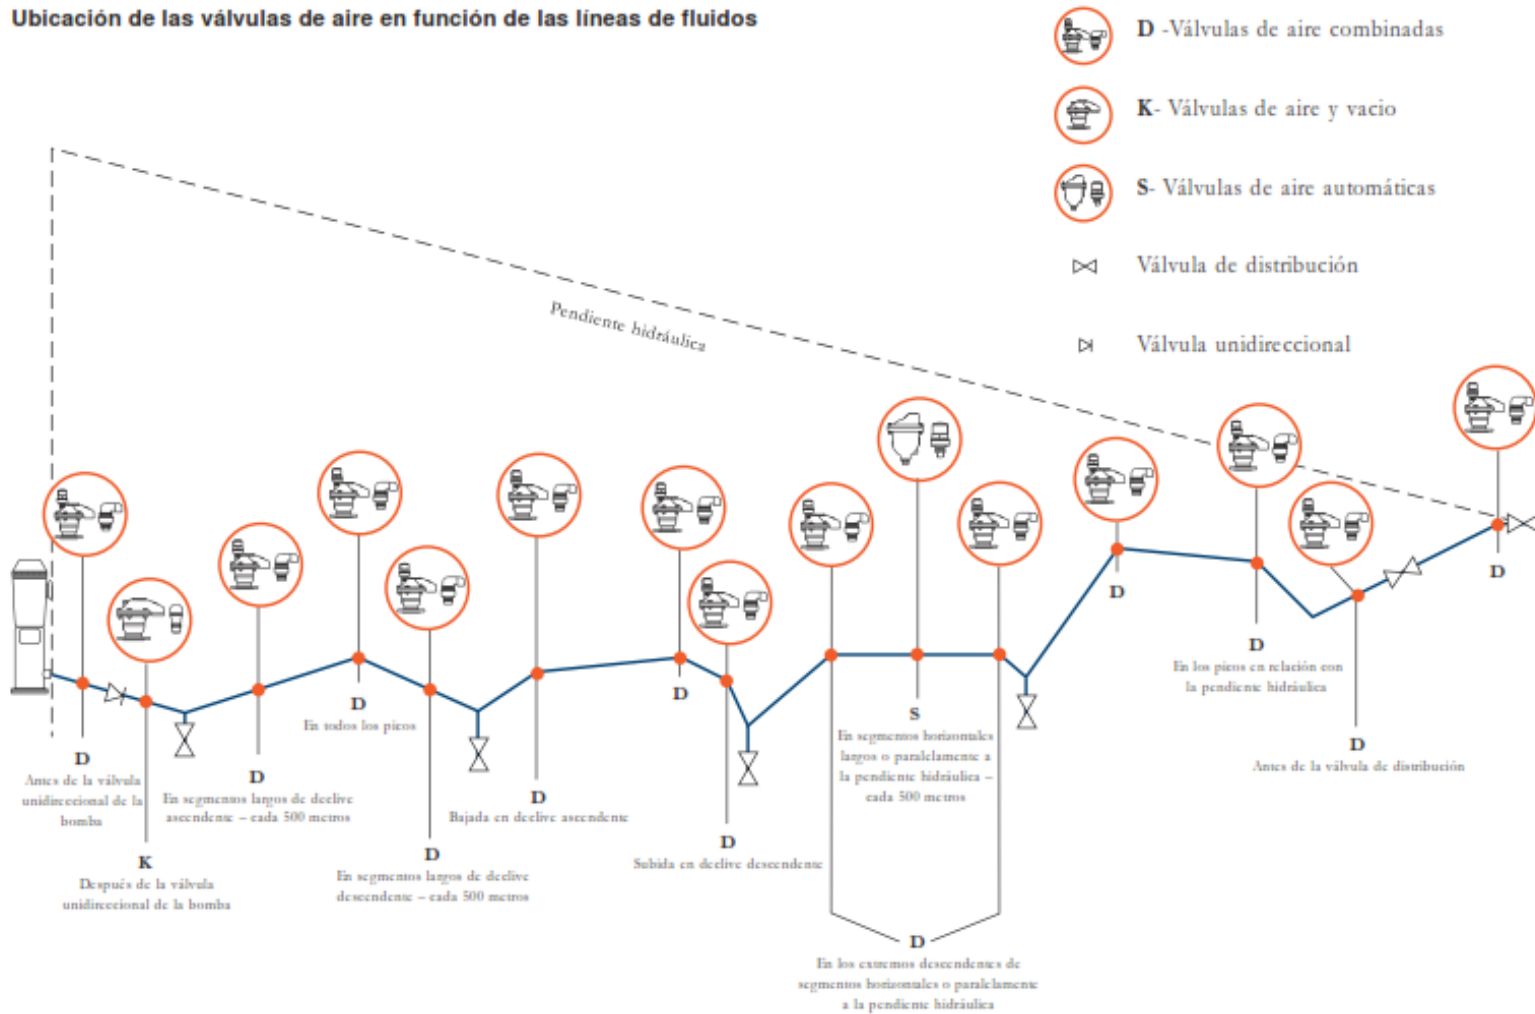 Ubicación de las válvulas de aire en función de las líneas de fluidos
D -Válvulas de aire combinadas
K- Válvulas de aire y vacio
S- Válvulas de aire automáticas
Válvula de distribución
Válvula unidireccional
Pendiente hidráulica
D
Antes de la válvula
unidireccional de la
bomba
K
Después de la válvula
unidireccional de la bomba
D
En segmentos largos de declive
ascendente – cada 500 metros
D
En todos los picos
D
En segmentos largos de declive
descendente – cada 500 metros
D
Bajada en declive ascendente
D
D
Subida en declive descendente
S
En segmentos horizontales
largos o paralelamente a
la pendiente hidráulica –
cada 500 metros
D
En los extremos descendentes de
segmentos horizontales o paralelamente
a la pendiente hidráulica
D
D
En los picos en relación con
la pendiente hidráulica
D
Antes de la válvula de distribución
D